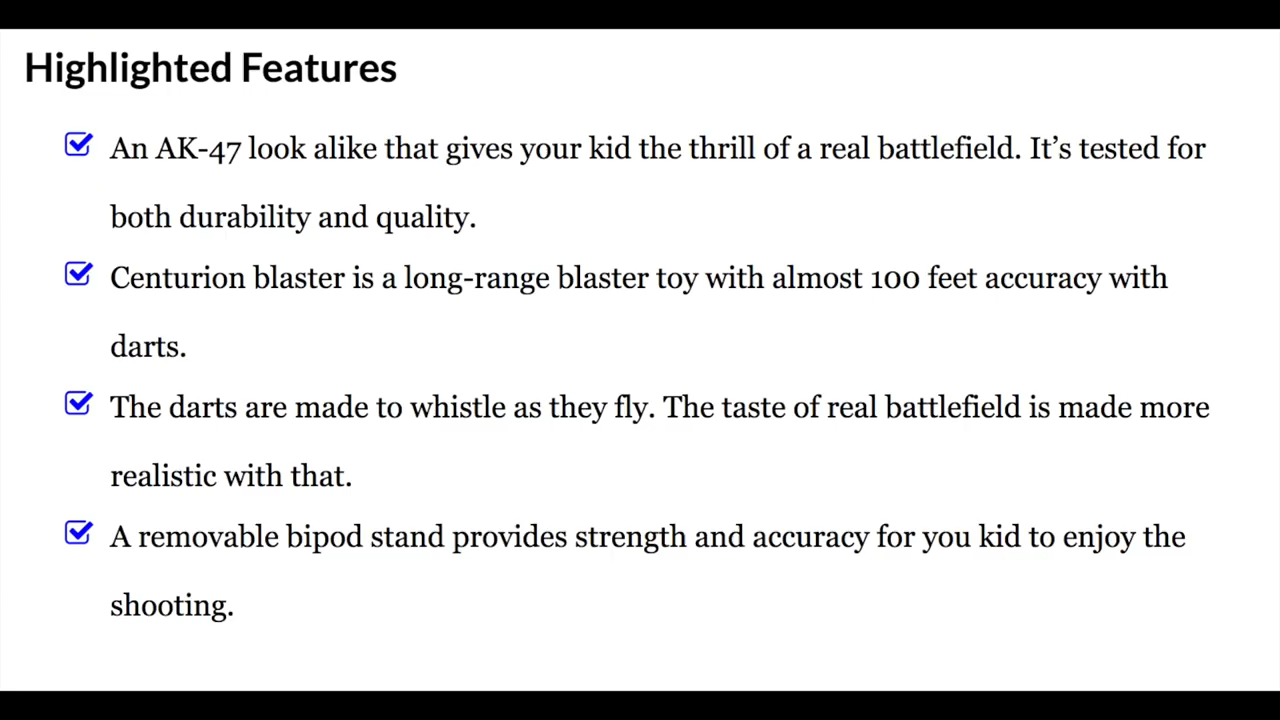 Highlighted Features
An AK-47 look alike that gives your kid the thrill of a real battlefield. It’s tested for
both durability and quality.
Centurion blaster is a long-range blaster toy with almost 100 feet accuracy with
darts.
The darts are made to whistle as they fly. The taste of real battlefield is made more
realistic with that.
A removable bipod stand provides strength and accuracy for you kid to enjoy the
shooting.